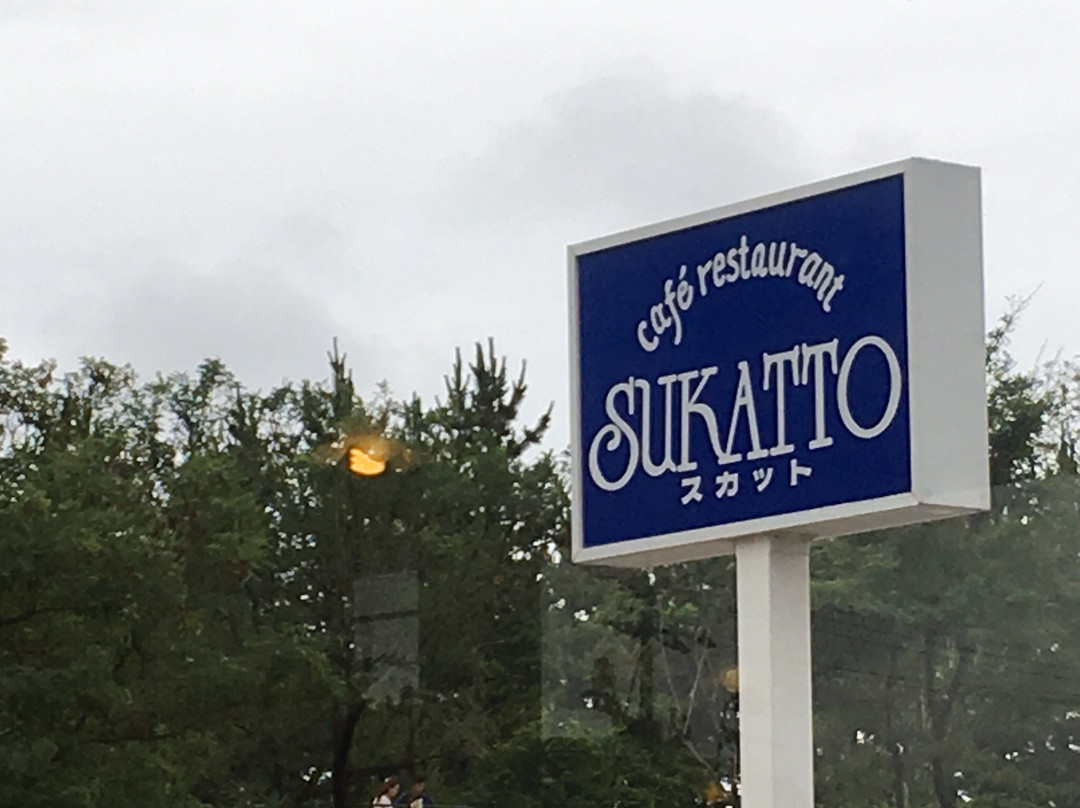 café restaurant
SUKATTO
スカット